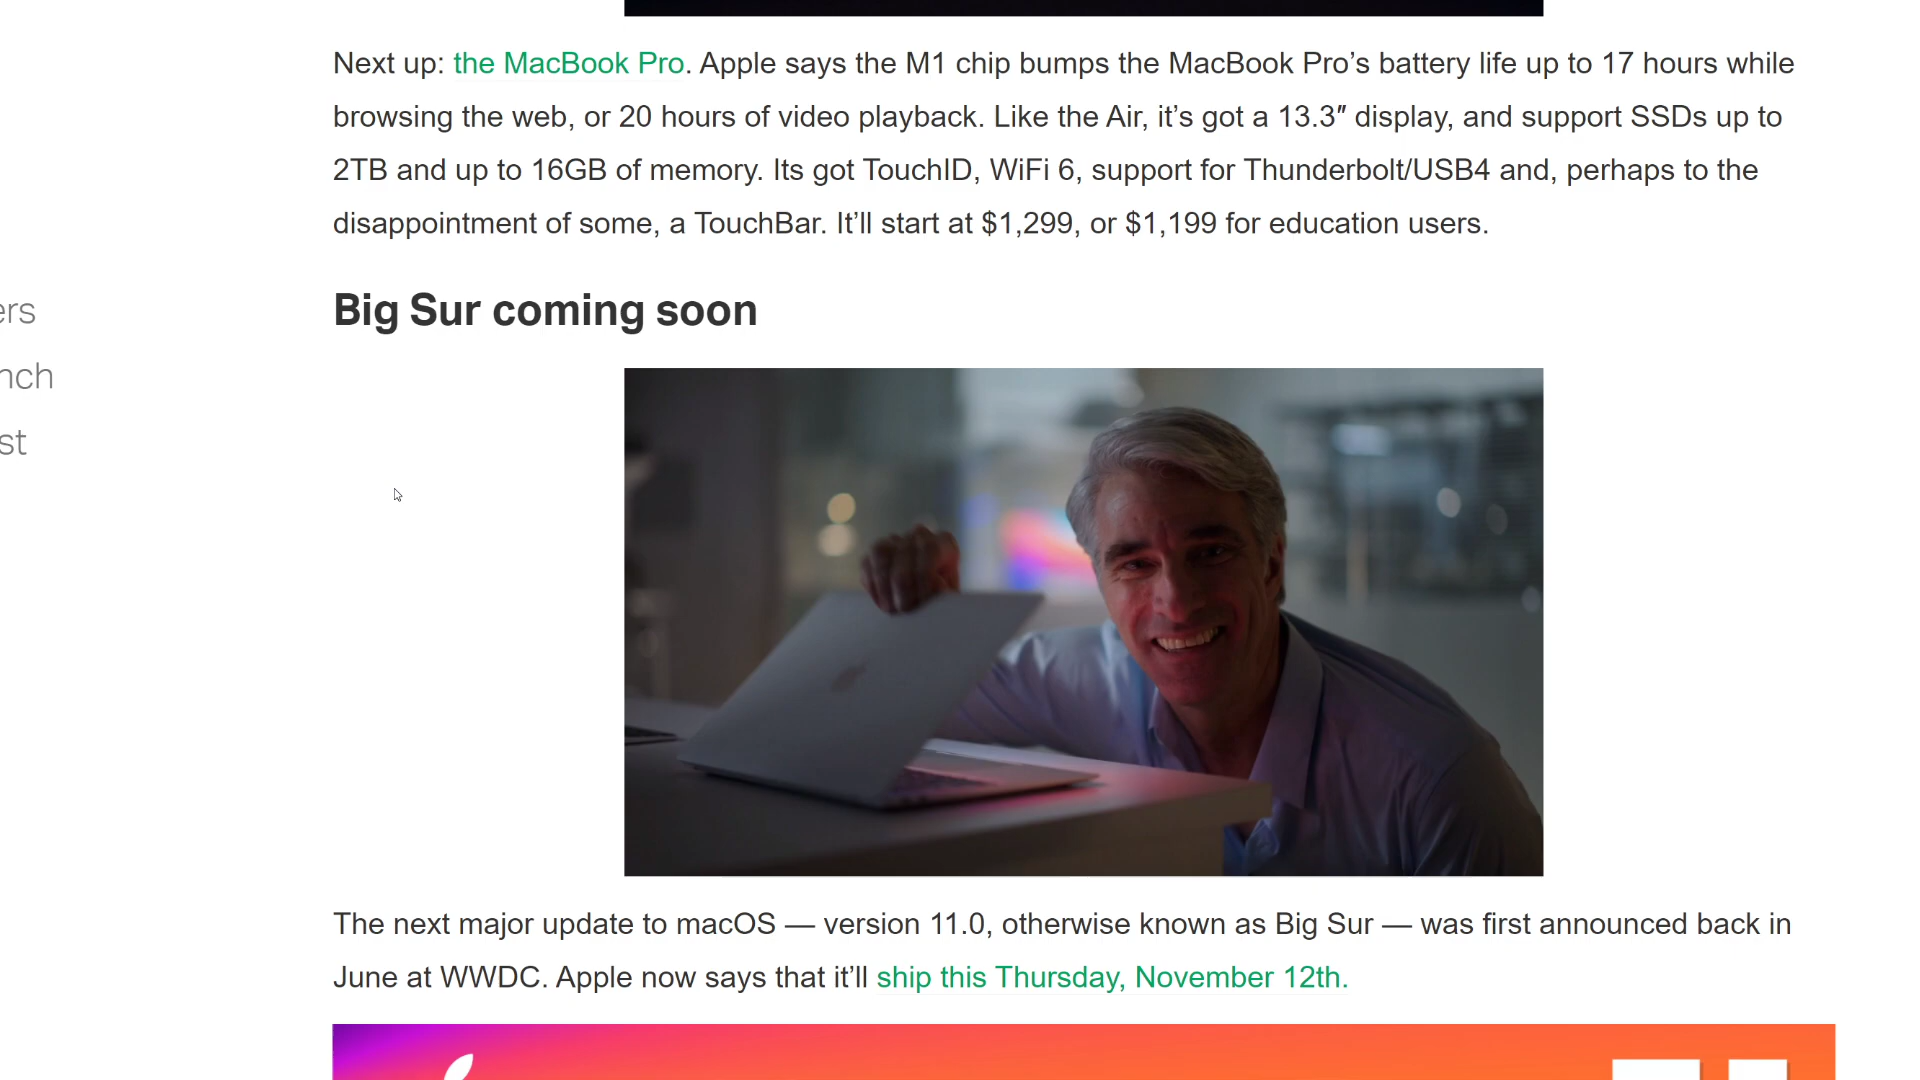 Next up: the MacBook Pro. Apple says the M1 chip bumps the MacBook Pro’s battery life up to 17 hours while
browsing the web, or 20 hours of video playback. Like the Air, it’s got a 13.3″ display, and support SSDs up to
2TB and up to 16GB of memory. Its got TouchID, WiFi 6, support for Thunderbolt/USB4 and, perhaps to the
disappointment of some, a TouchBar. It’ll start at $1,299, or $1,199 for education users.
ers
nch
st
Big Sur coming soon
The next major update to macOS — version 11.0, otherwise known as Big Sur — was first announced back in
June at WWDC. Apple now says that it’ll ship this Thursday, November 12th.